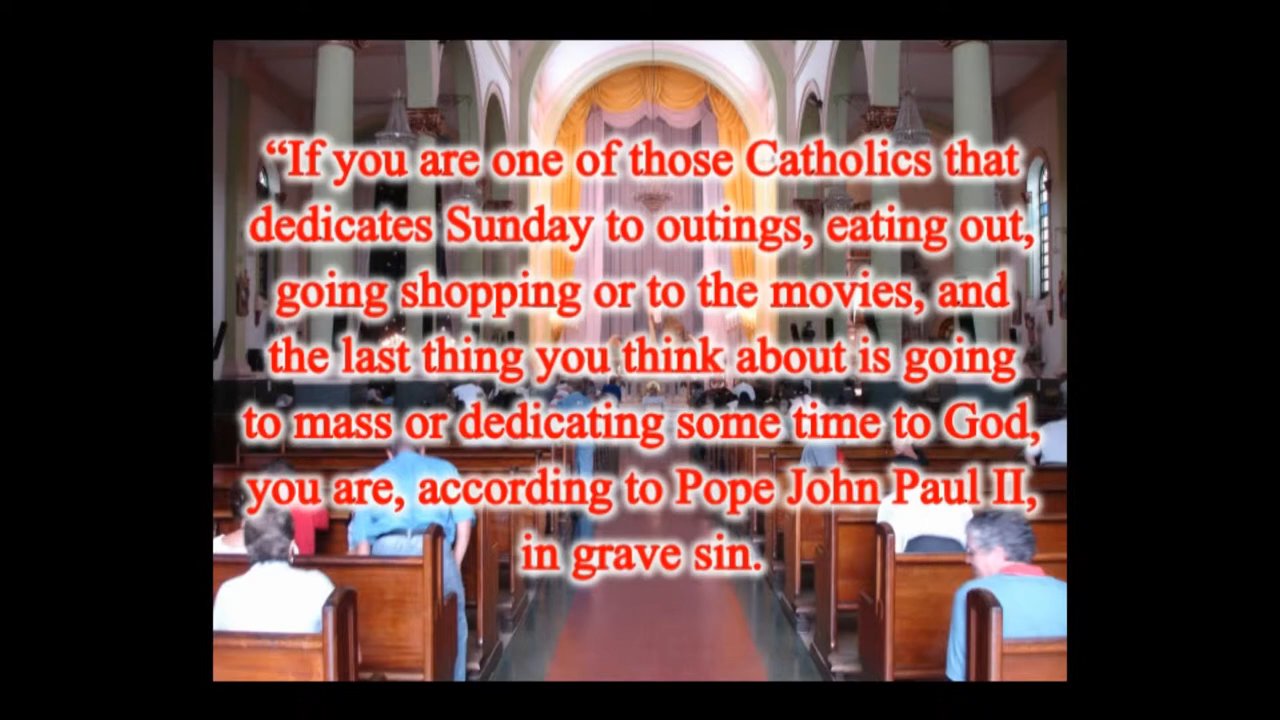 “If you are one of those Catholics that
dedicates Sunday to outings, eating out,
going shopping or to the movies, and
the last thing you think about is going
to mass or dedicating some time to God,
you are, according to Pope John Paul II,
in grave sin.